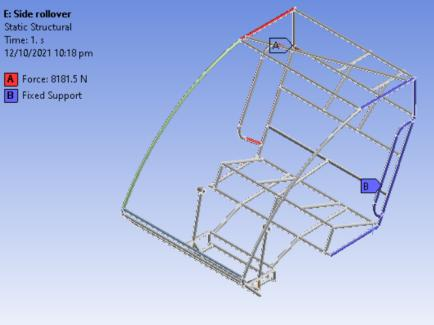 E: Side rollover
Static Structural
Time: 1. s
12/10/2021 10:18 pm
A Force: 8181.5 N
B Fixed Support
A
B